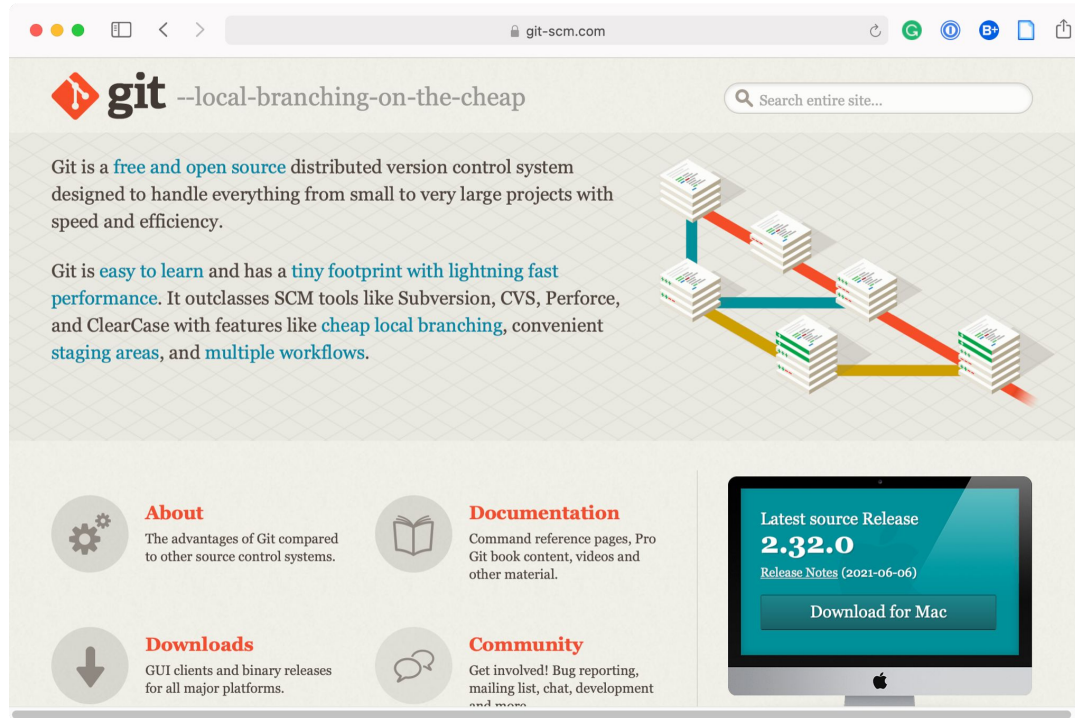 git-scm.com
git --local-branching-on-the-cheap
Search entire site...
Git is a free and open source distributed version control system
designed to handle everything from small to very large projects with
speed and efficiency.
Git is easy to learn and has a tiny footprint with lightning fast
performance. It outclasses SCM tools like Subversion, CVS, Perforce,
and ClearCase with features like cheap local branching, convenient
staging areas, and multiple workflows.
About
The advantages of Git compared
to other source control systems.
Documentation
Command reference pages, Pro
Git book content, videos and
other material.
Downloads
GUI clients and binary releases
for all major platforms.
Community
Get involved! Bug reporting,
mailing list, chat, development
and more.
Latest source Release
2.32.0
Release Notes (2021-06-06)
Download for Mac